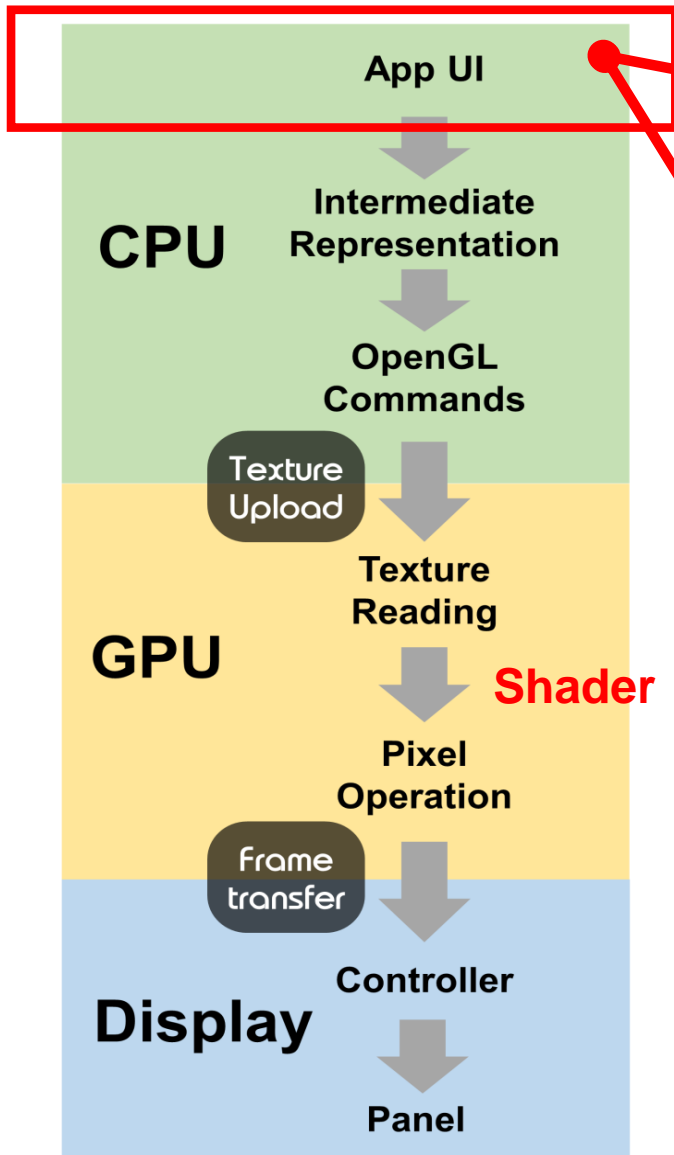 App UI
CPU
Intermediate
Representation
OpenGL
Commands
Texture
Upload
Texture
Reading
GPU
Shader
Pixel
Operation
Frame
transfer
Controller
Display
Panel